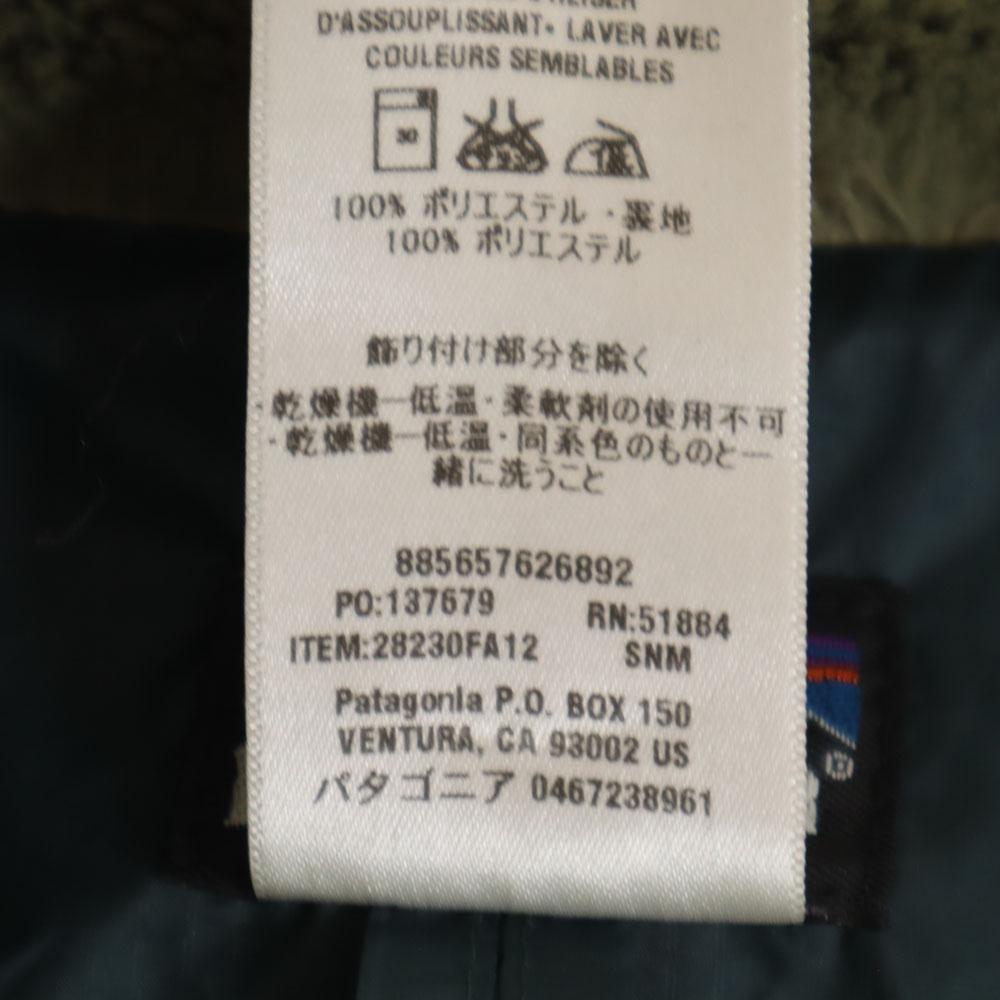 D'ASSOUPLISSANT• LAVER AVEC
COULEURS SEMBLABLES
30 低
100% ポリエステル・裏地
100% ポリエステル
飾り付け部分を除く
・乾燥機ー低温・柔軟剤の使用不可
・乾燥機ー低温・同系色のものと一
緒に洗うこと
885657626892
PO:137679 RN:51884
ITEM:28230FA12 SNM
Patagonia P.O. BOX 150
VENTURA, CA 93002 US
パタゴニア 0467238961